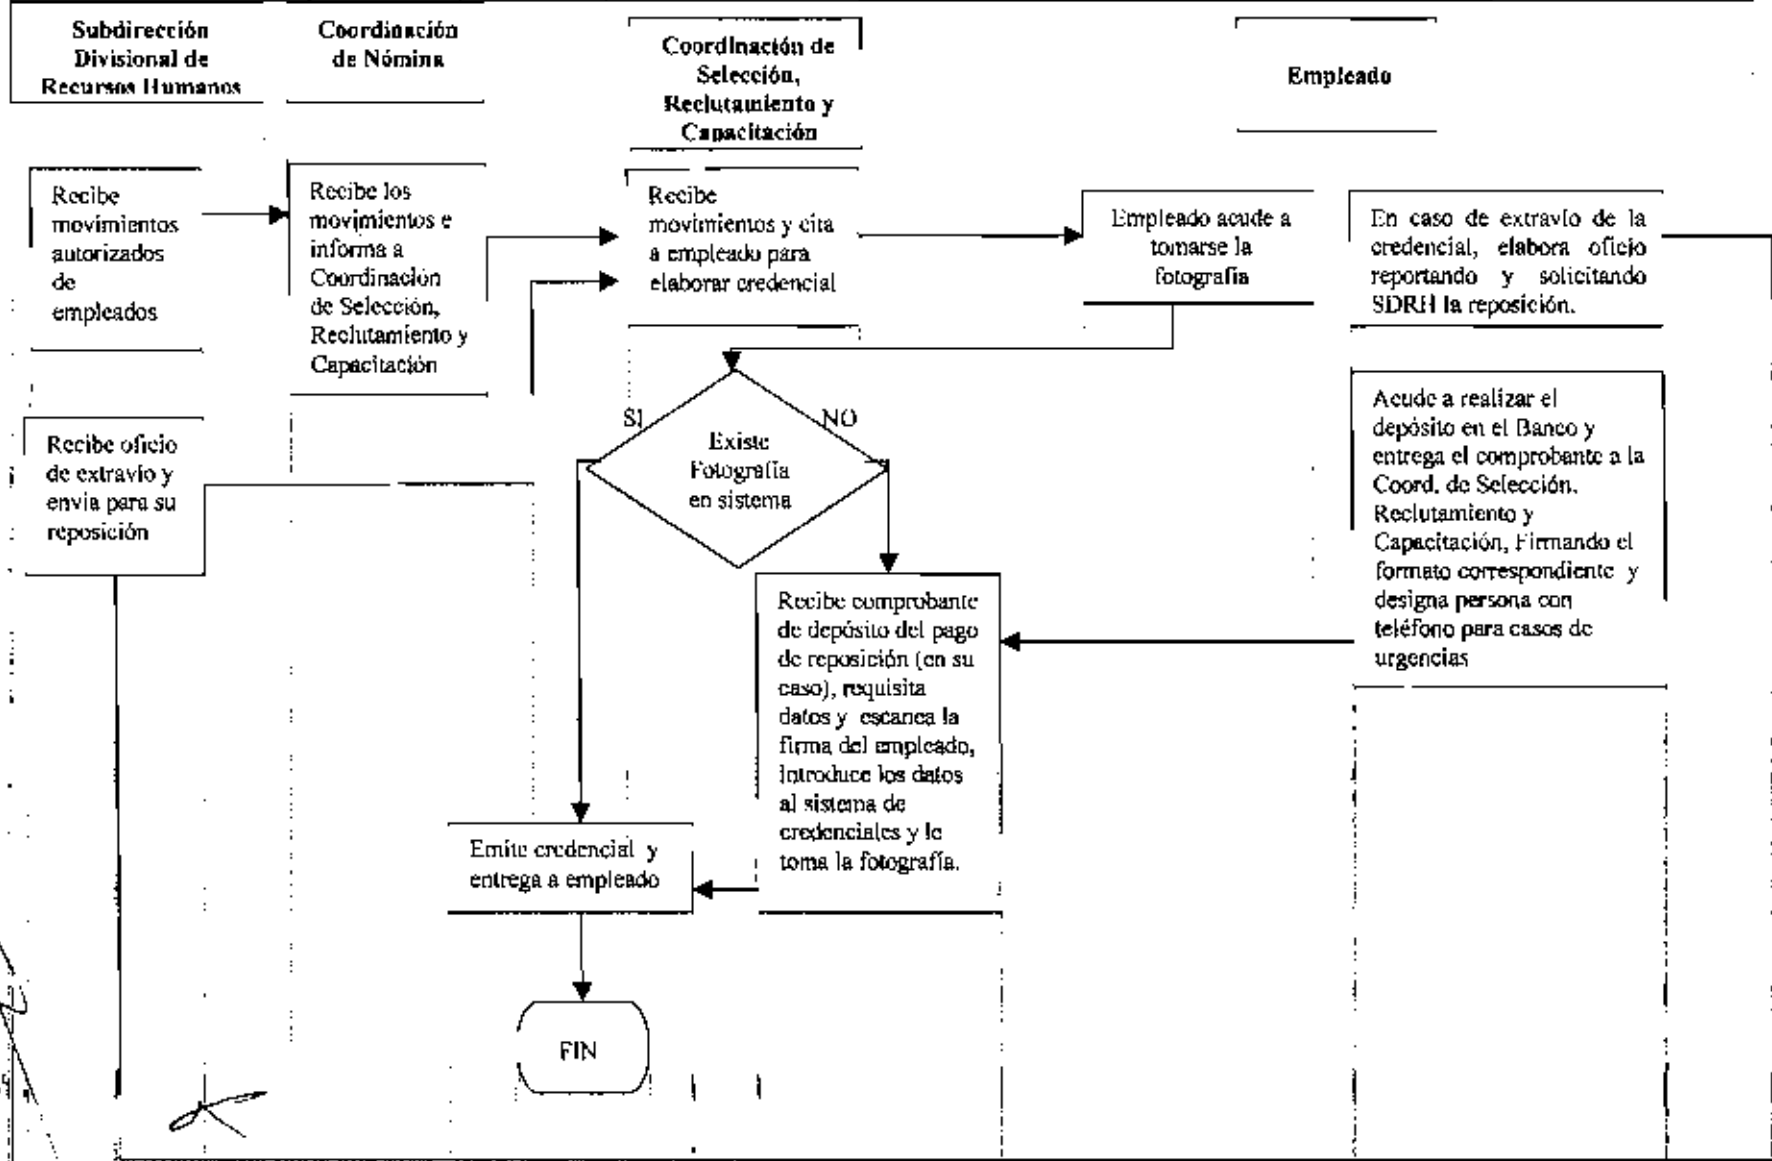 Subdirección
Divisional de
Recursos Humanos
Coordinación
de Nómina
Coordinación de
Selección,
Reclutamiento y
Capacitación
Empleado
Recibe
movimientos
autorizados
de
empleados
Recibe los
movimientos e
informa a
Coordinación
de Selección,
Reclutamiento y
Capacitación
Recibe
movimientos y cita
a empleado para
elaborar credencial
Empleado acude a
tomarse la
fotografía
En caso de extravío de la
credencial, elabora oficio
reportando y solicitando
SDRH la reposición.
Recibe oficio
de extravío y
envia para su
reposición
SI
NO
Existe
Fotografía
en sistema
Acude a realizar el
depósito en el Banco y
entrega el comprobante a la
Coord. de Selección.
Reclutamiento y
Capacitación, Firmando el
formato correspondiente y
designa persona con
teléfono para casos de
urgencias
Recibe comprobante
de depósito del pago
de reposición (en su
caso), requisita
datos y escanea la
firma del empleado,
introduce los datos
al sistema de
credenciales y le
toma la fotografía.
Emite credencial y
entrega a empleado
FIN